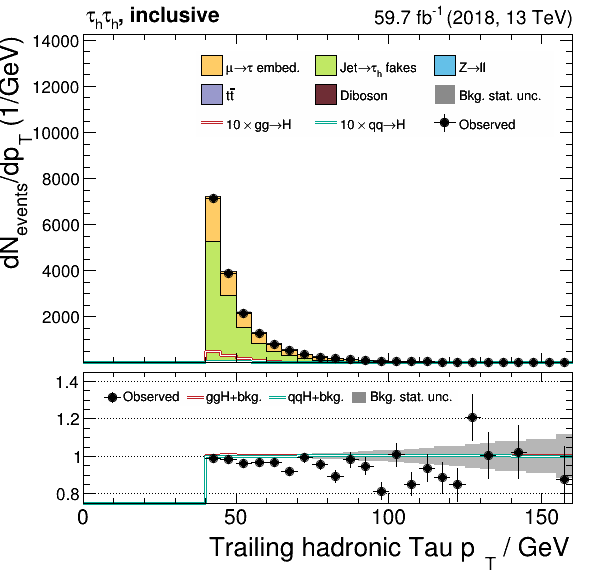 τhτh, inclusive
59.7 fb⁻¹ (2018, 13 TeV)
dNevents/dpT (1/GeV)
14000
12000
10000
8000
6000
4000
2000
μ→τ embed.
Jet→τh fakes
Z→ll
tt̄
Diboson
Bkg. stat. unc.
10 × gg→H
10 × qq→H
Observed
1.4
1.2
1
0.8
Observed
ggH+bkg.
qqH+bkg.
Bkg. stat. unc.
0
50
100
150
Trailing hadronic Tau p T / GeV